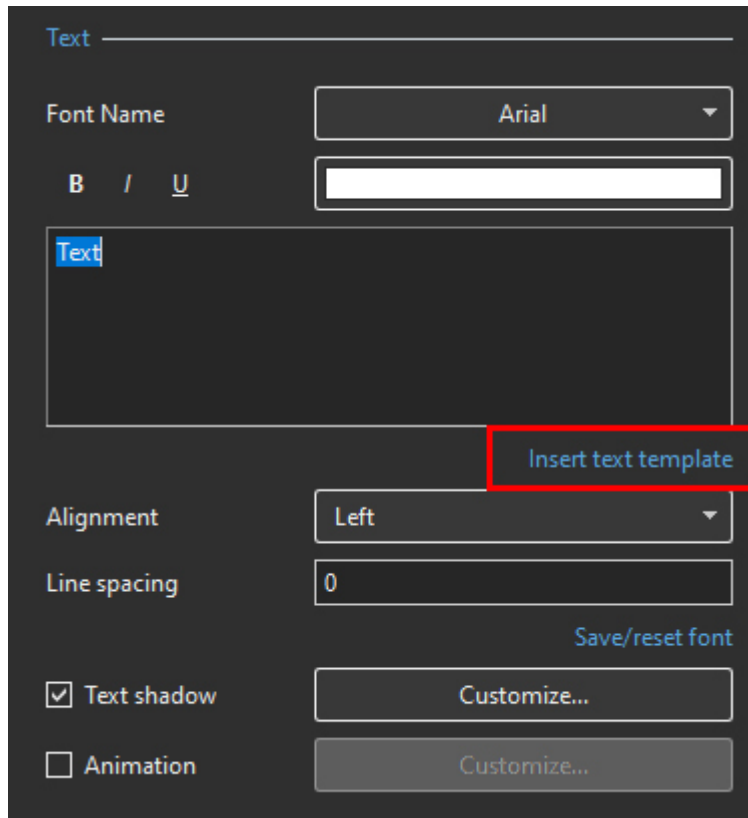 Text
Font Name
Arial
B I U
Text
Insert text template
Alignment
Left
Line spacing
0
Save/reset font
Text shadow
Customize...
Animation
Customize...